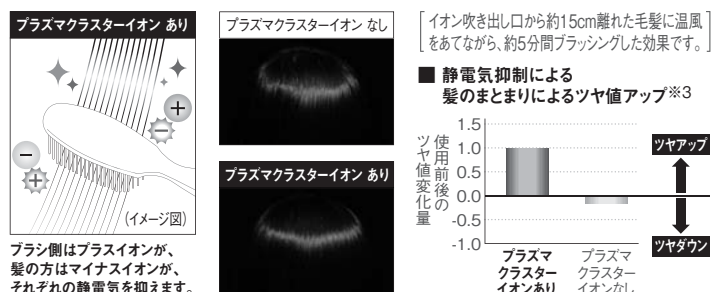 プラズマクラスターイオン あり
(イメージ図)
ブラシ側はプラスイオンが、
髪の方はマイナスイオンが、
それぞれの静電気を抑えます。
プラズマクラスターイオン なし
プラズマクラスターイオン あり
イオン吹き出し口から約15cm離れた毛髪に温風
をあてながら、約5分間ブラッシングした効果です。
■ 静電気抑制による
髪のまとまりによるツヤ値アップ※3
使用前後の
ツヤ値変化量
1.5
1.0
0.5
0.0
-0.5
-1.0
ツヤアップ
ツヤダウン
プラズマ
クラスター
イオンあり
プラズマ
クラスター
イオンなし